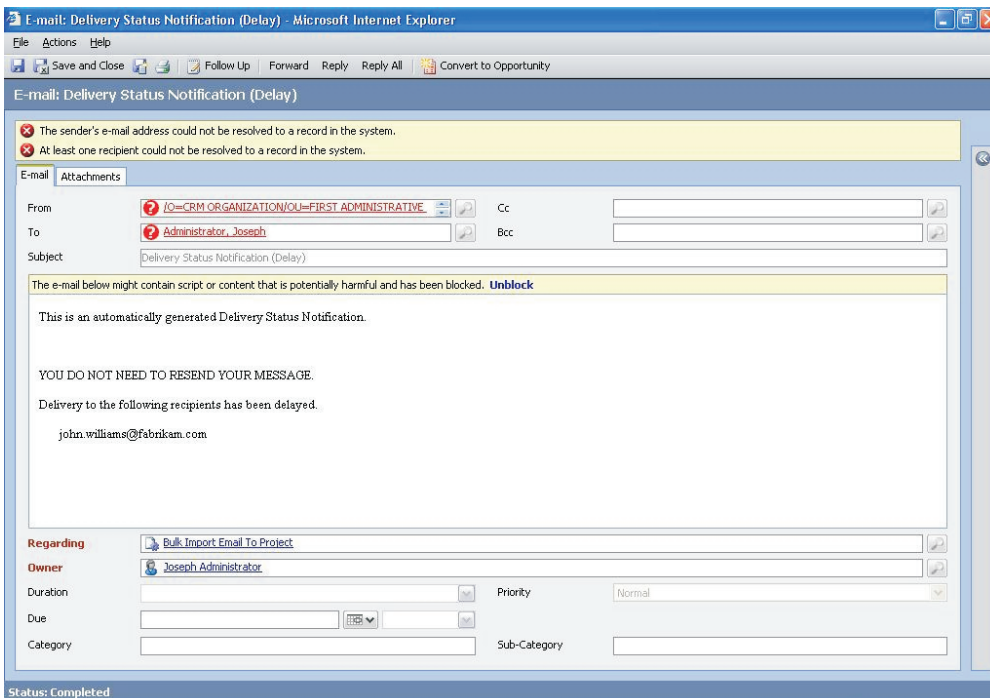 E-mail: Delivery Status Notification (Delay) - Microsoft Internet Explorer
File Actions Help
Save and Close Follow Up Forward Reply Reply All Convert to Opportunity
E-mail: Delivery Status Notification (Delay)
The sender's e-mail address could not be resolved to a record in the system.
At least one recipient could not be resolved to a record in the system.
E-mail Attachments
From /O=CRM ORGANIZATION/OU=FIRST ADMINISTRATIVE Cc
To Administrator, Joseph Bcc
Subject Delivery Status Notification (Delay)
The e-mail below might contain script or content that is potentially harmful and has been blocked. Unblock
This is an automatically generated Delivery Status Notification.
YOU DO NOT NEED TO RESEND YOUR MESSAGE.
Delivery to the following recipients has been delayed.
john.williams@fabrikam.com
Regarding Bulk Import Email To Project
Owner Joseph Administrator
Duration Priority Normal
Due
Category Sub-Category
Status: Completed